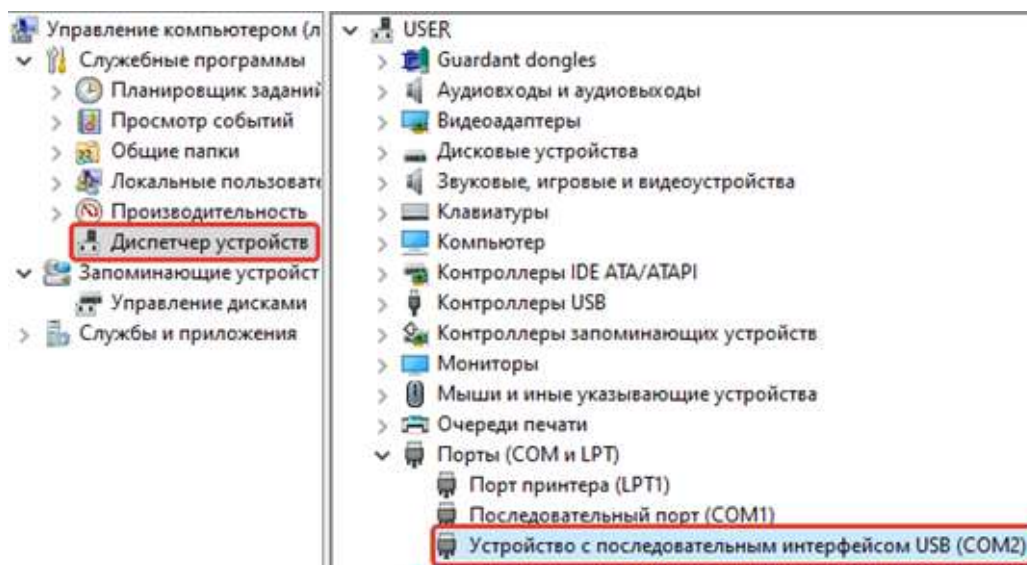 Управление компьютером (л
Служебные программы
Планировщик заданий
Просмотр событий
Общие папки
Локальные пользовате
Производительность
Диспетчер устройств
Запоминающие устройст
Управление дисками
Службы и приложения
USER
Guardant dongles
Аудиовходы и аудиовыходы
Видеоадаптеры
Дисковые устройства
Звуковые, игровые и видеоустройства
Клавиатуры
Компьютер
Контроллеры IDE ATA/ATAPI
Контроллеры USB
Контроллеры запоминающих устройств
Мониторы
Мыши и иные указывающие устройства
Очереди печати
Порты (COM и LPT)
Порт принтера (LPT1)
Последовательный порт (COM1)
Устройство с последовательным интерфейсом USB (COM2)